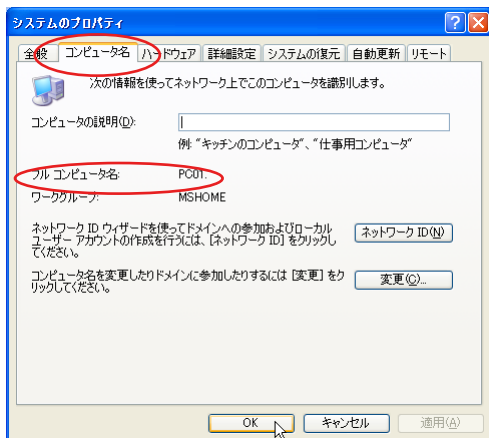 システムのプロパティ
全般 コンピュータ名 ハードウェア 詳細設定 システムの復元 自動更新 リモート
次の情報を使ってネットワーク上でこのコンピュータを識別します。
コンピュータの説明(D):
例: "キッチンのコンピュータ"、"仕事用コンピュータ"
フル コンピュータ名: PC01.
ワークグループ: MSHOME
ネットワーク ID ウィザードを使ってドメインへの参加およびローカル
ユーザー アカウントの作成を行うには、[ネットワーク ID] をクリックし
てください。
ネットワーク ID(N)
コンピュータ名を変更したりドメインに参加したりするには [変更] をク
リックしてください。
変更(C)...
OK キャンセル 適用(A)